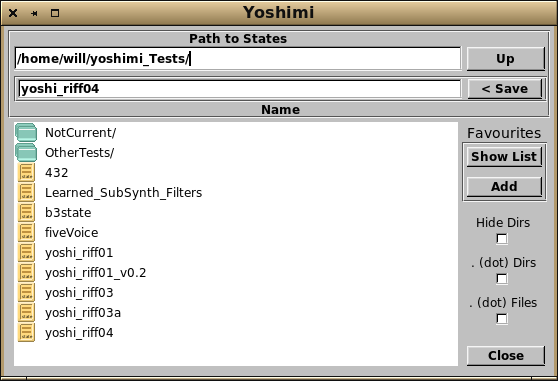 Yoshimi
Path to States
/home/will/yoshimi_Tests/
Up
yoshi_riff04
< Save
Name
NotCurrent/
OtherTests/
432
Learned_SubSynth_Filters
b3state
fiveVoice
yoshi_riff01
yoshi_riff01_v0.2
yoshi_riff03
yoshi_riff03a
yoshi_riff04
Favourites
Show List
Add
Hide Dirs
. (dot) Dirs
. (dot) Files
Close